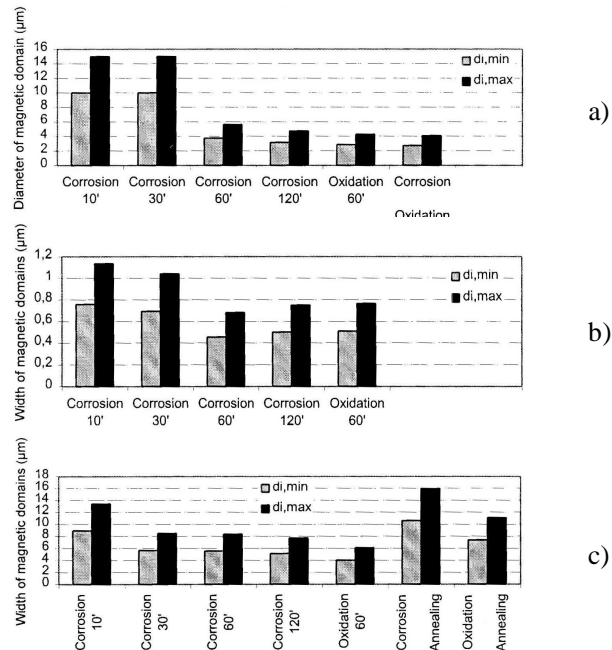 Diameter of magnetic domain (µm)
16
14
12
10
8
6
4
2
0
di,min
di,max
Corrosion 10'
Corrosion 30'
Corrosion 60'
Corrosion 120'
Oxidation 60'
Corrosion
Oxidation
a)
Width of magnetic domains (µm)
1,2
1
0,8
0,6
0,4
0,2
0
di,min
di,max
Corrosion 10'
Corrosion 30'
Corrosion 60'
Corrosion 120'
Oxidation 60'
b)
Width of magnetic domains (µm)
18
16
14
12
10
8
6
4
2
0
di,min
di,max
Corrosion 10'
Corrosion 30'
Corrosion 60'
Corrosion 120'
Oxidation 60'
Corrosion
Annealing
Oxidation
Annealing
c)